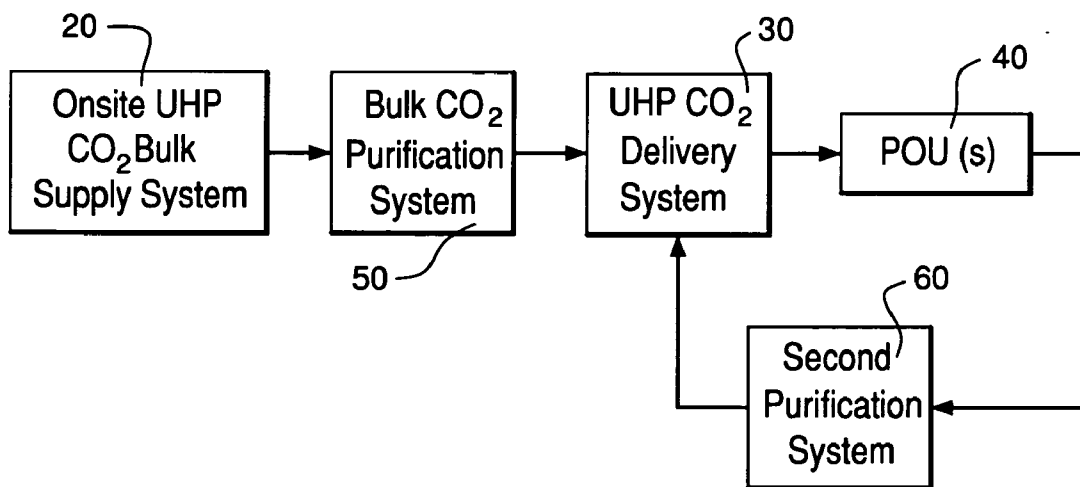 20
Onsite UHP
CO₂ Bulk
Supply System
Bulk CO₂
Purification
System
50
30
UHP CO₂
Delivery
System
40
POU (s)
60
Second
Purification
System